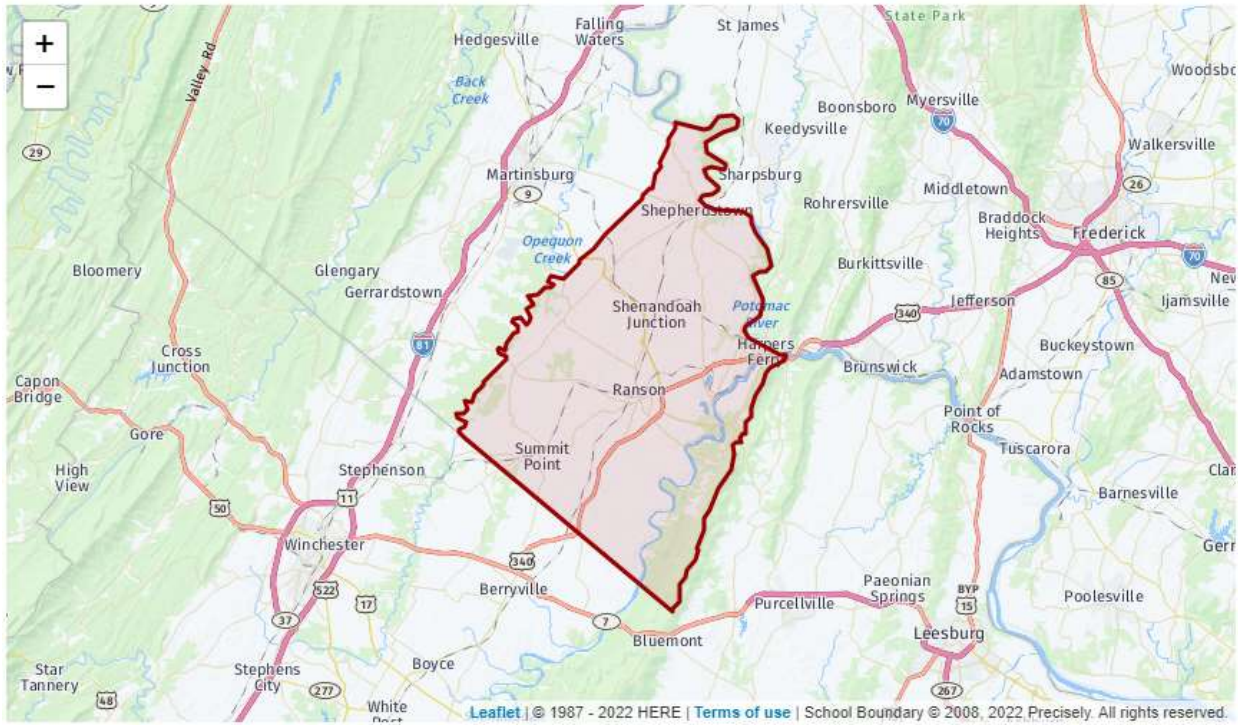 +
−
State Park
Falling
Waters
St James
Hedgesville
Valley Rd
Back
Creek
Woodsbo
Boonsboro
Myersville
70
Keedysville
29
Walkersville
Martinsburg
9
Sharpsburg
Middletown
26
Shepherdstown
Rohrersville
Braddock
Heights
Frederick
Opequon
Creek
70
Bloomery
Glengary
Burkittsville
New
85
Gerrardstown
Jefferson
Ijamsville
Shenandoah
Junction
Potomac
River
340
81
Harpers
Ferry
Buckeystown
Cross
Junction
Brunswick
Adamstown
Capon
Bridge
Ranson
Point of
Rocks
Gore
Summit
Point
Tuscarora
High
View
Stephenson
Clar
11
Barnesville
50
Winchester
Gern
340
522
Berryville
17
Paeonian
Springs
BYP
15
Poolesville
Purcellville
37
7
Leesburg
Bluemont
Star
Tannery
Stephens
City
Boyce
277
267
48
White
Post
Leaflet | © 1987 - 2022 HERE | Terms of use | School Boundary © 2008, 2022 Precisely. All rights reserved.